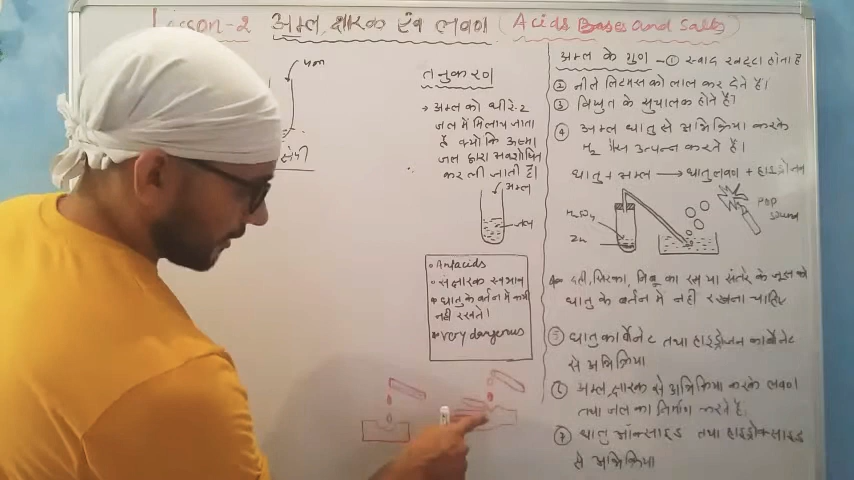 Lesson-2 अम्ल, क्षारक एंव लवण (Acids Bases and Salts)
तनुकरण
→ अम्ल को धीरे-2
जल में मिलाया जाता
है क्योंकि ऊष्मा
जल द्वारा अवशोषित
कर ली जाती है।
अम्ल
जल
• Antacids
• संक्षारक स्वभाव
• धातु के बर्तन में कभी
नहीं रखते।
• very dangerous
अम्ल के गुण - ① स्वाद खट्टा होता है
② नीले लिटमस को लाल कर देते हैं।
③ विद्युत के सुचालक होते हैं।
④ अम्ल धातु से अभिक्रिया करके
H₂ गैस उत्पन्न करते हैं।
धातु + अम्ल → धातु लवण + हाइड्रोजन
H₂SO₄
Zn
Pop
sound
दही, सिरका, निंबू का रस या संतरे के जूस को
धातु के बर्तन में नहीं रखना चाहिए
⑤ धातु कार्बोनेट तथा हाइड्रोजन कार्बोनेट
से अभिक्रिया
⑥ अम्ल, क्षारक से अभिक्रिया करके लवण
तथा जल का निर्माण करते है
⑦ धातु ऑक्साइड तथा हाइड्रोक्साइड
से अभिक्रिया